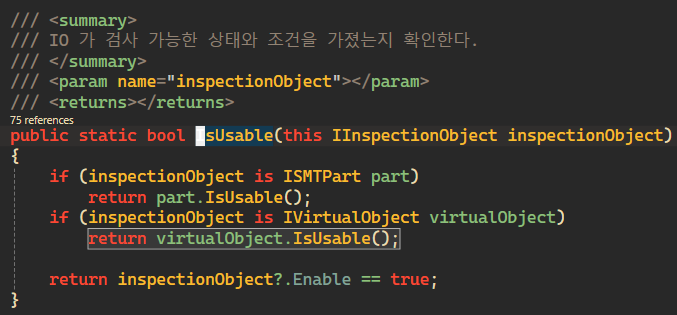 /// <summary>
/// IO 가 검사 가능한 상태와 조건을 가졌는지 확인한다.
/// </summary>
/// <param name="inspectionObject"></param>
/// <returns></returns>
75 references
public static bool IsUsable(this IInspectionObject inspectionObject)
{
    if (inspectionObject is ISMTPart part)
        return part.IsUsable();
    if (inspectionObject is IVirtualObject virtualObject)
        return virtualObject.IsUsable();

    return inspectionObject?.Enable == true;
}